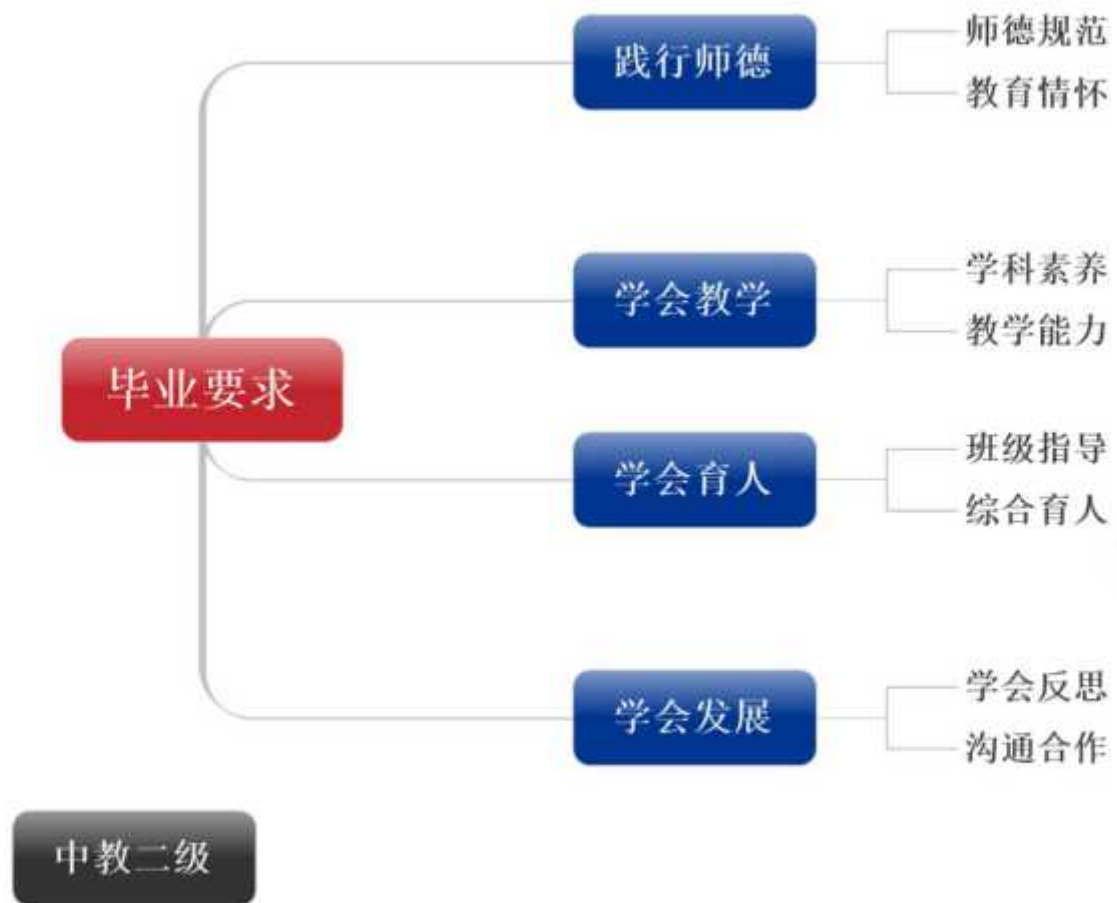 践行师德
师德规范
教育情怀
学会教学
学科素养
教学能力
毕业要求
学会育人
班级指导
综合育人
学会发展
学会反思
沟通合作
中教二级